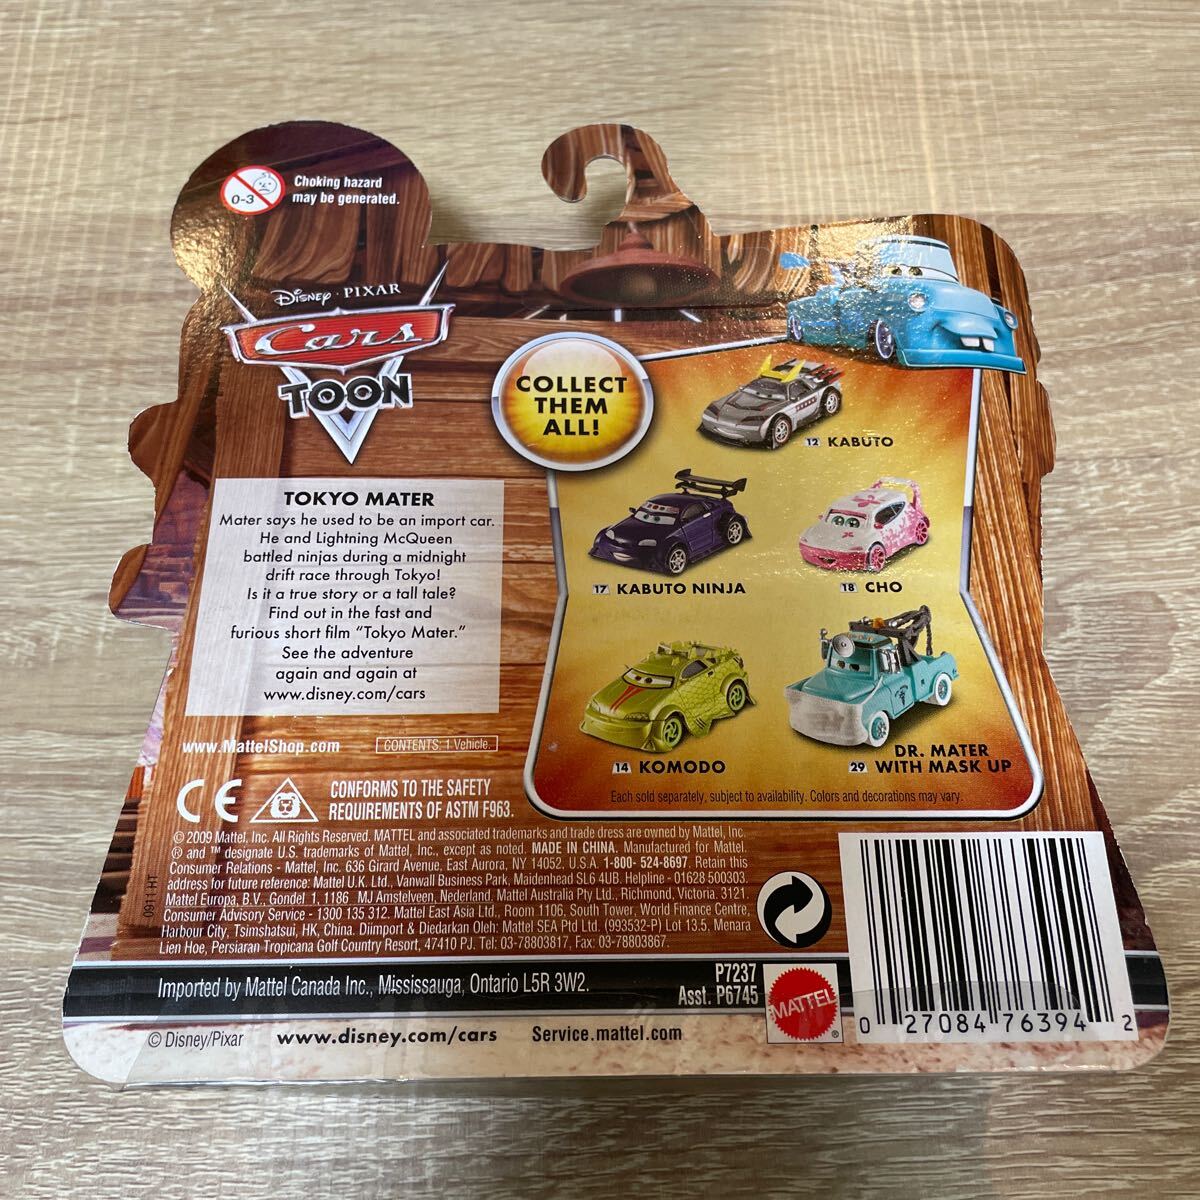 0-3
Choking hazard
may be generated.
Disney · PIXAR
Cars
TOON
COLLECT
THEM
ALL!
TOKYO MATER
Mater says he used to be an import car.
He and Lightning McQueen
battled ninjas during a midnight
drift race through Tokyo!
Is it a true story or a tall tale?
Find out in the fast and
furious short film “Tokyo Mater.”
See the adventure
again and again at
www.disney.com/cars
12 KABUTO
17 KABUTO NINJA
18 CHO
14 KOMODO
29 DR. MATER
WITH MASK UP
Each sold separately, subject to availability. Colors and decorations may vary.
www.MattelShop.com
CONTENTS: 1 Vehicle.
CE
CONFORMS TO THE SAFETY
REQUIREMENTS OF ASTM F963.
© 2009 Mattel, Inc. All Rights Reserved. MATTEL and associated trademarks and trade dress are owned by Mattel, Inc.
® and ™ designate U.S. trademarks of Mattel, Inc., except as noted. MADE IN CHINA. Manufactured for Mattel.
Consumer Relations - Mattel, Inc. 636 Girard Avenue, East Aurora, NY 14052. U.S.A. 1-800- 524-8697. Retain this
address for future reference: Mattel U.K. Ltd., Vanwall Business Park, Maidenhead SL6 4UB. Helpline - 01628 500303.
Mattel Europa, B.V., Gondel 1, 1186 MJ Amstelveen, Nederland. Mattel Australia Pty Ltd., Richmond, Victoria. 3121.
Consumer Advisory Service - 1300 135 312. Mattel East Asia Ltd., Room 1106, South Tower, World Finance Centre,
Harbour City, Tsimshatsui, HK, China. Diimport & Diedarkan Oleh: Mattel SEA Ptd Ltd. (993532-P) Lot 13.5, Menara
Lien Hoe, Persiaran Tropicana Golf Country Resort, 47410 PJ. Tel: 03-78803817, Fax: 03-78803867.
0911 HT
Imported by Mattel Canada Inc., Mississauga, Ontario L5R 3W2.
P7237
Asst. P6745
MATTEL®
0 27084 76394 2
© Disney/Pixar
www.disney.com/cars
Service.mattel.com